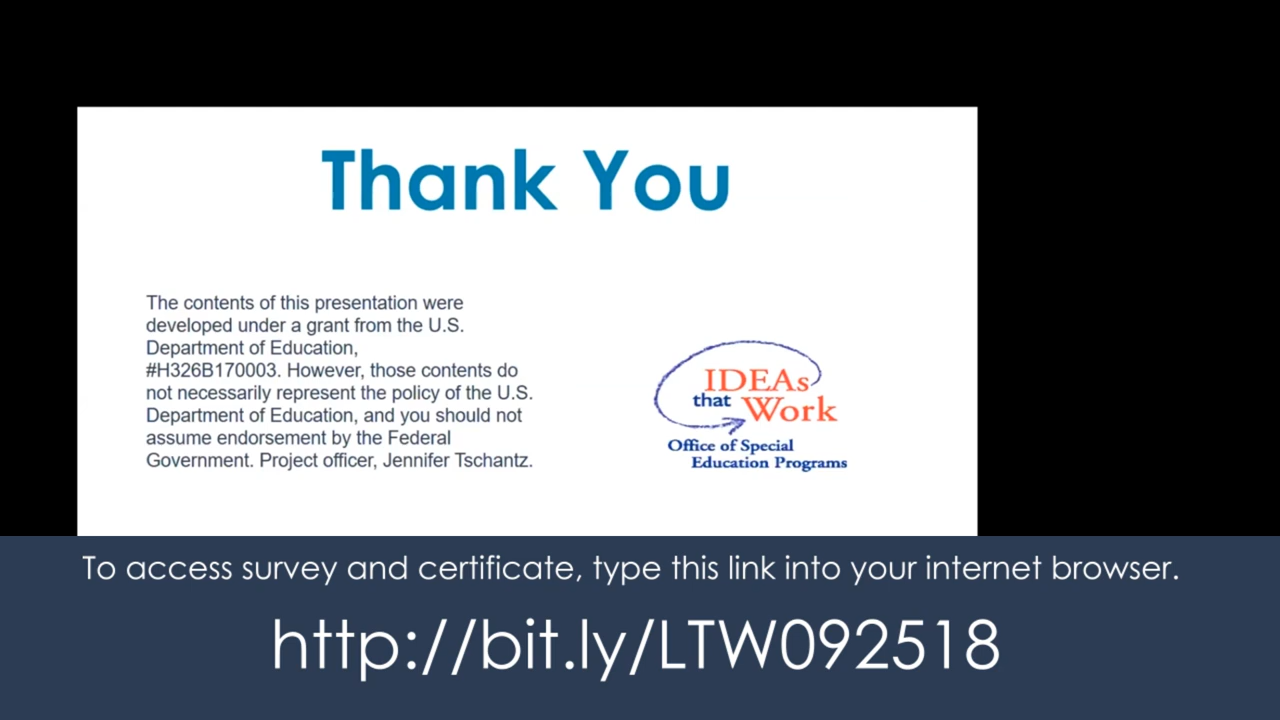 Thank You
The contents of this presentation were
developed under a grant from the U.S.
Department of Education,
#H326B170003. However, those contents do
not necessarily represent the policy of the U.S.
Department of Education, and you should not
assume endorsement by the Federal
Government. Project officer, Jennifer Tschantz.
IDEAs
that Work
Office of Special
Education Programs
To access survey and certificate, type this link into your internet browser.
http://bit.ly/LTW092518